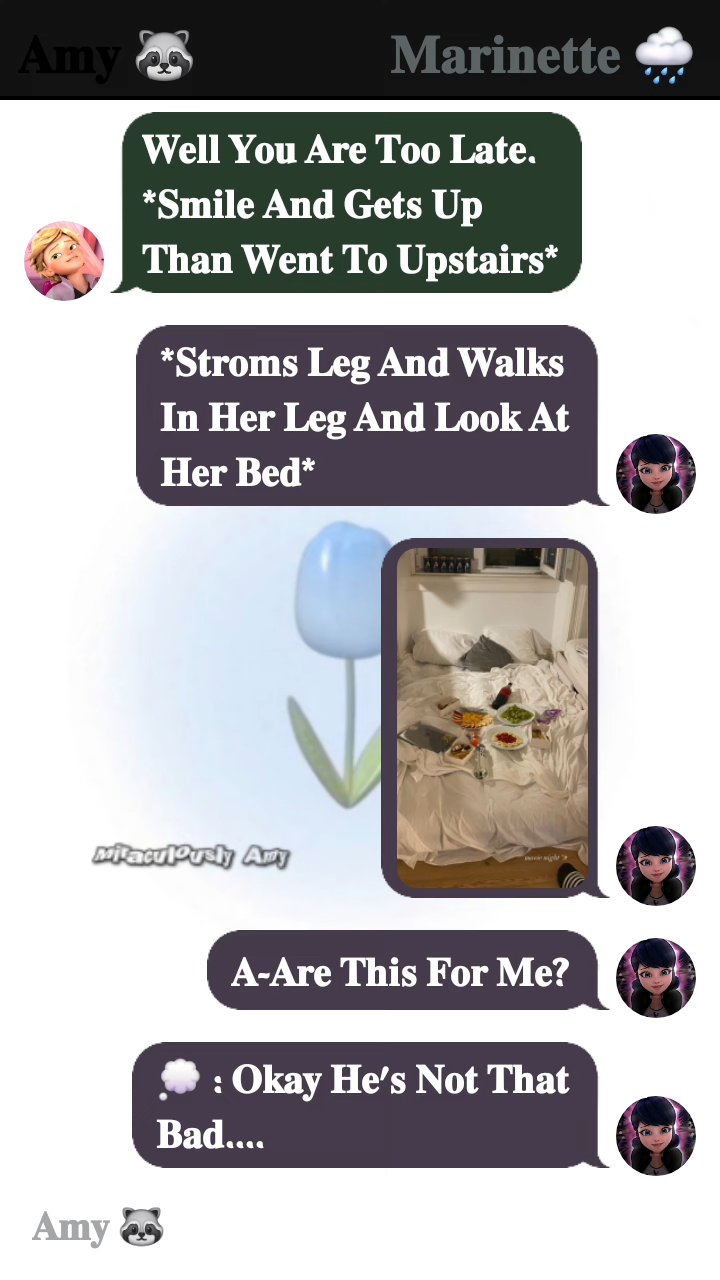 Amy 🦝 Marinette 🌧️
Well You Are Too Late.
*Smile And Gets Up
Than Went To Upstairs*
*Stroms Leg And Walks
In Her Leg And Look At
Her Bed*
movie night
miraculously Amy
A-Are This For Me?
💭 : Okay He's Not That
Bad....
Amy 🦝